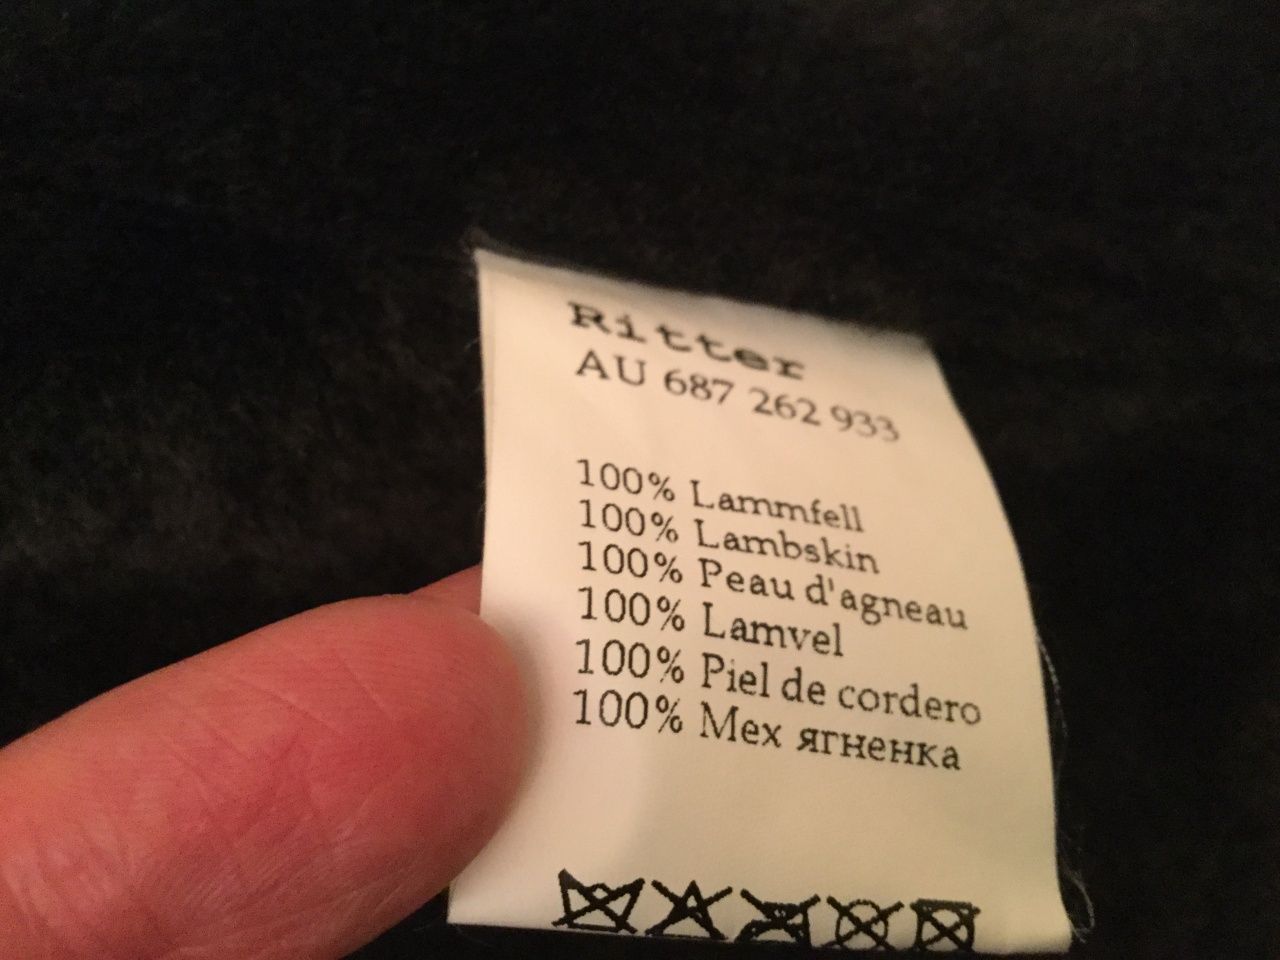 Ritter
AU 687 262 933
100% Lammfell
100% Lambskin
100% Peau d'agneau
100% Lamvel
100% Piel de cordero
100% Мех ягненка